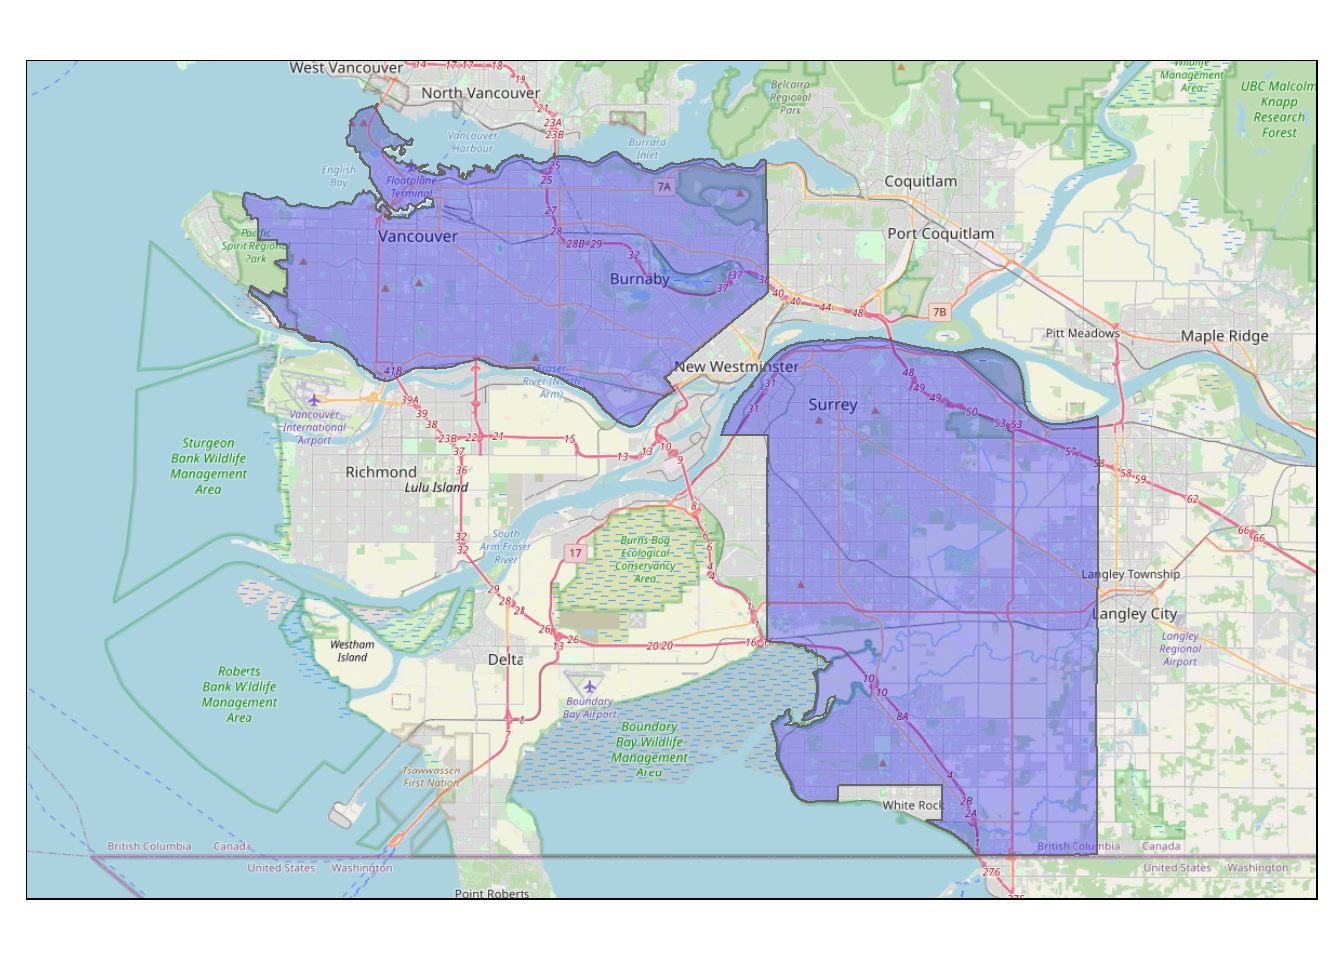 West Vancouver
14
17
17
18
19
North Vancouver
21
23A
23B
Vancouver
Harbour
Burrard
Inlet
Belcarra
Regional
Park
Wildlife
Management
Area
UBC Malcolm
Knapp
Research
Forest
English
Bay
Floatplane
Terminal
25
25
7A
Coquitlam
Port Coquitlam
Pacific
Spirit Regional
Park
Vancouver
27
28
28B
29
32
Burnaby
37
37
38
40
40
44
48
7B
Pitt Meadows
Maple Ridge
New Westminster
Fraser
River (North
Arm)
41B
39A
39
38
23B
22
21
15
13
13
10
9
31
31
Surrey
48
49
49
50
53
53
57
58
58
59
62
66
66
Vancouver
International
Airport
Sturgeon
Bank Wildlife
Management
Area
Richmond
Lulu Island
37
36
32
32
South
Arm Fraser
River
8
6
6
4
4
1
17
Burns Bog
Ecological
Conservancy
Area
29
28
28
26
26
13
20
20
16
Langley Township
Langley City
Langley
Regional
Airport
Westham
Island
Delta
Roberts
Bank Wildlife
Management
Area
Boundary
Bay Airport
8
7
Boundary
Bay Wildlife
Management
Area
10
10
8A
4
2B
2A
1
White Rock
Tsawwassen
First Nation
British Columbia
Canada
United States
Washington
British Columbia
Canada
United States
Washington
276
275
Point Roberts